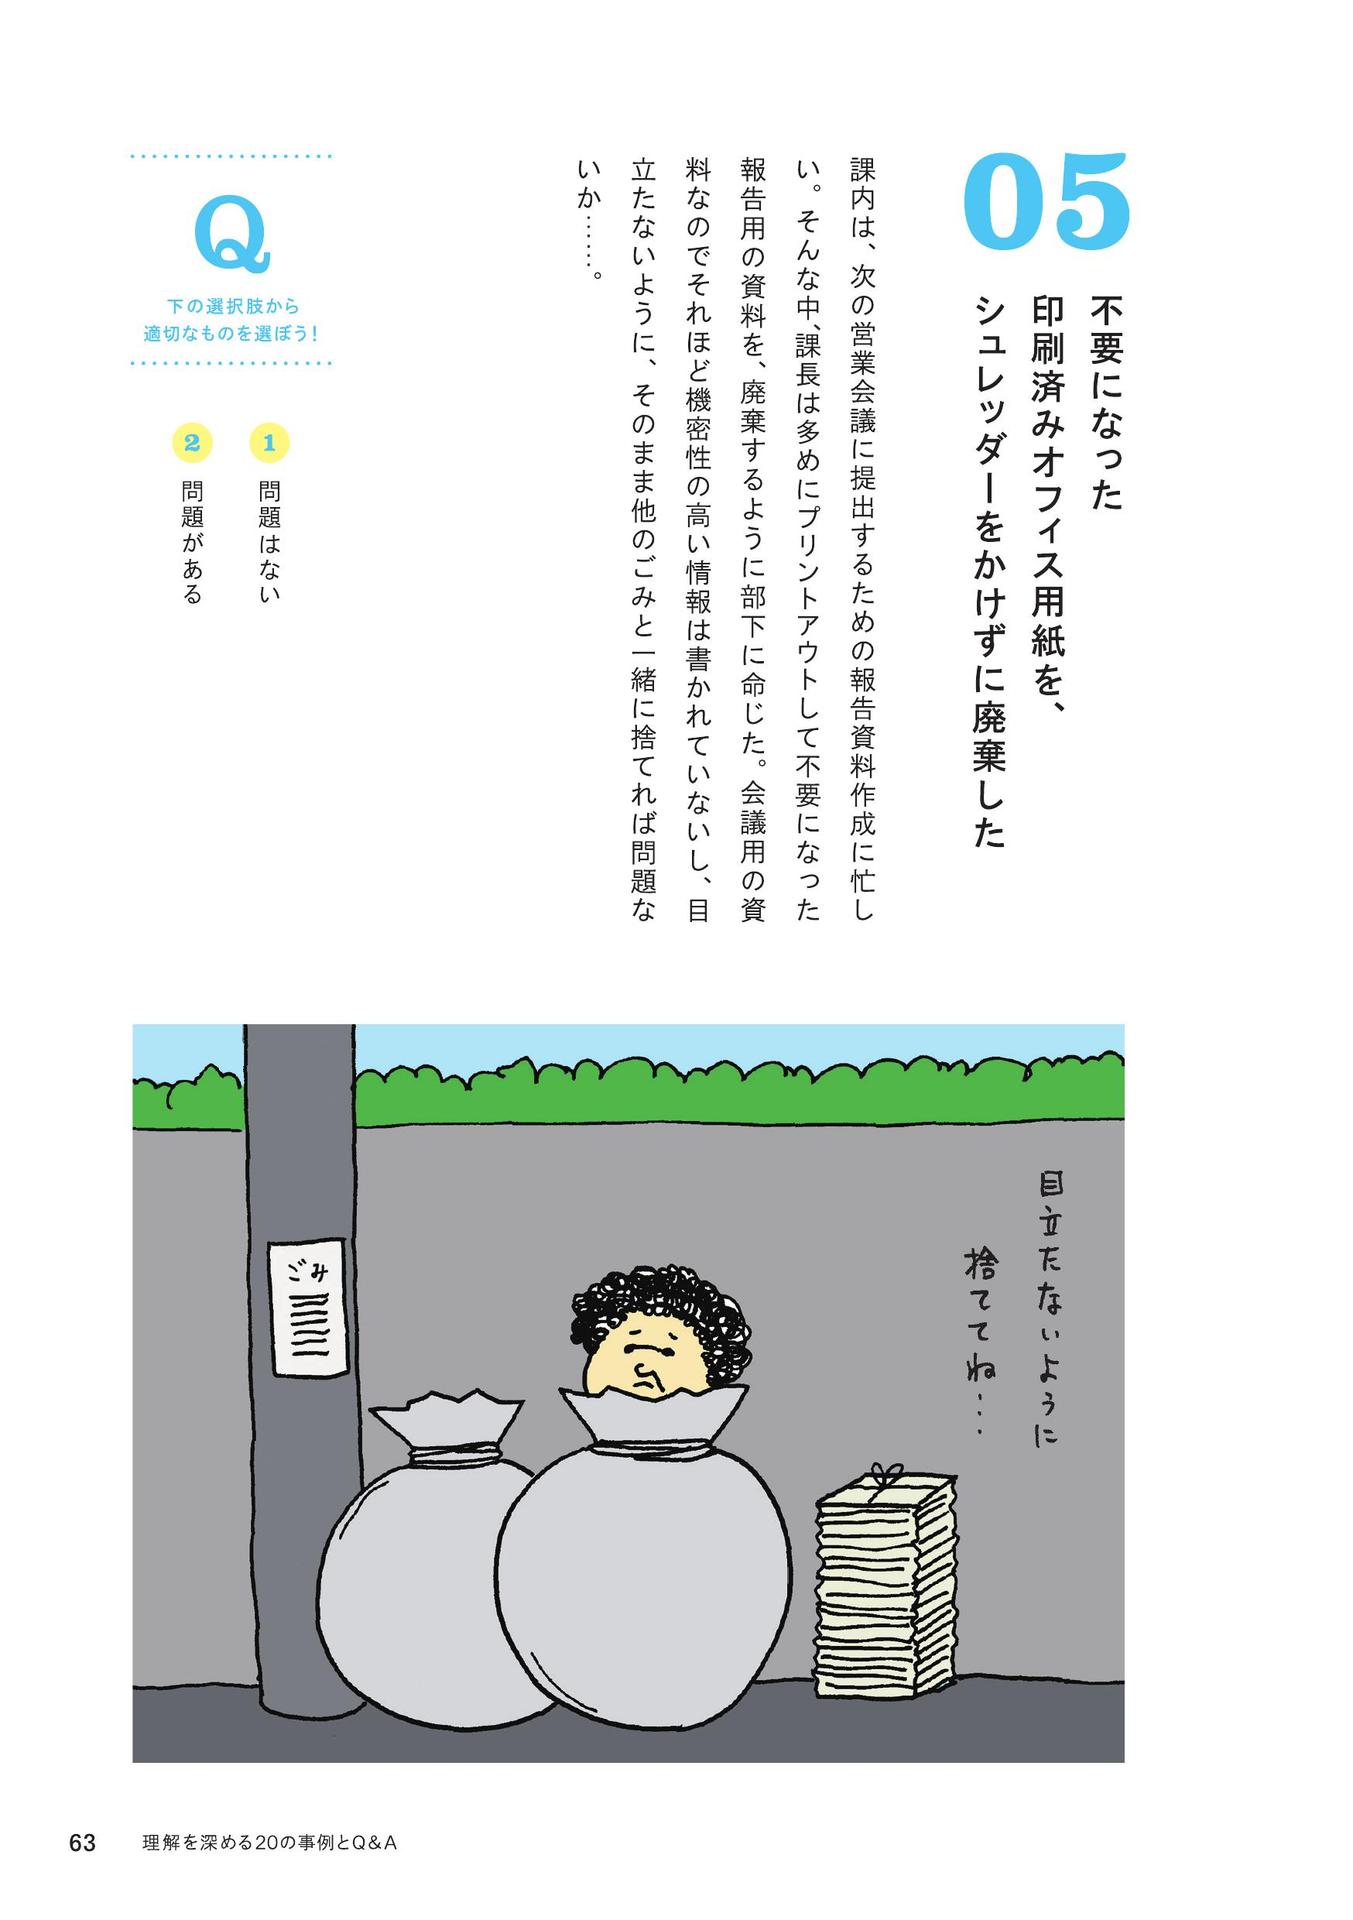 05
不要になった
印刷済みオフィス用紙を、
シュレッダーをかけずに廃棄した
課内は、次の営業会議に提出するための報告資料作成に忙し
い。そんな中、課長は多めにプリントアウトして不要になった
報告用の資料を、廃棄するように部下に命じた。会議用の資
料なのでそれほど機密性の高い情報は書かれていないし、目
立たないように、そのまま他のごみと一緒に捨てれば問題な
いか……。
Q
下の選択肢から
適切なものを選ぼう！
1 問題はない
2 問題がある
目立たないように
捨ててね…
ごみ
63 理解を深める20の事例とQ&A